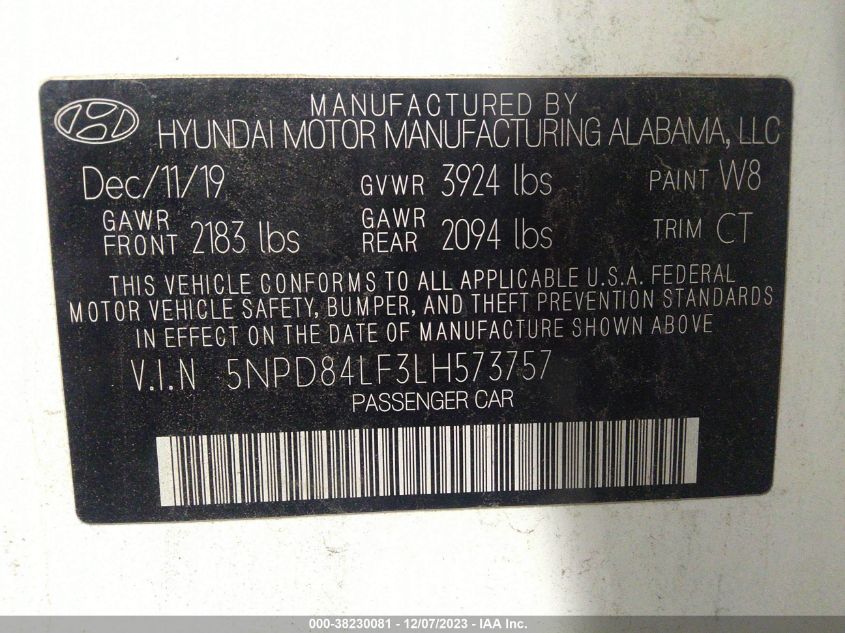 MANUFACTURED BY
HYUNDAI MOTOR MANUFACTURING ALABAMA, LLC
Dec/11/19 GVWR 3924 lbs PAINT W8
GAWR FRONT 2183 lbs GAWR REAR 2094 lbs TRIM CT
THIS VEHICLE CONFORMS TO ALL APPLICABLE U.S.A. FEDERAL
MOTOR VEHICLE SAFETY, BUMPER, AND THEFT PREVENTION STANDARDS
IN EFFECT ON THE DATE OF MANUFACTURE SHOWN ABOVE
V.I.N 5NPD84LF3LH573757
PASSENGER CAR
000-38230081 - 12/07/2023 - IAA Inc.